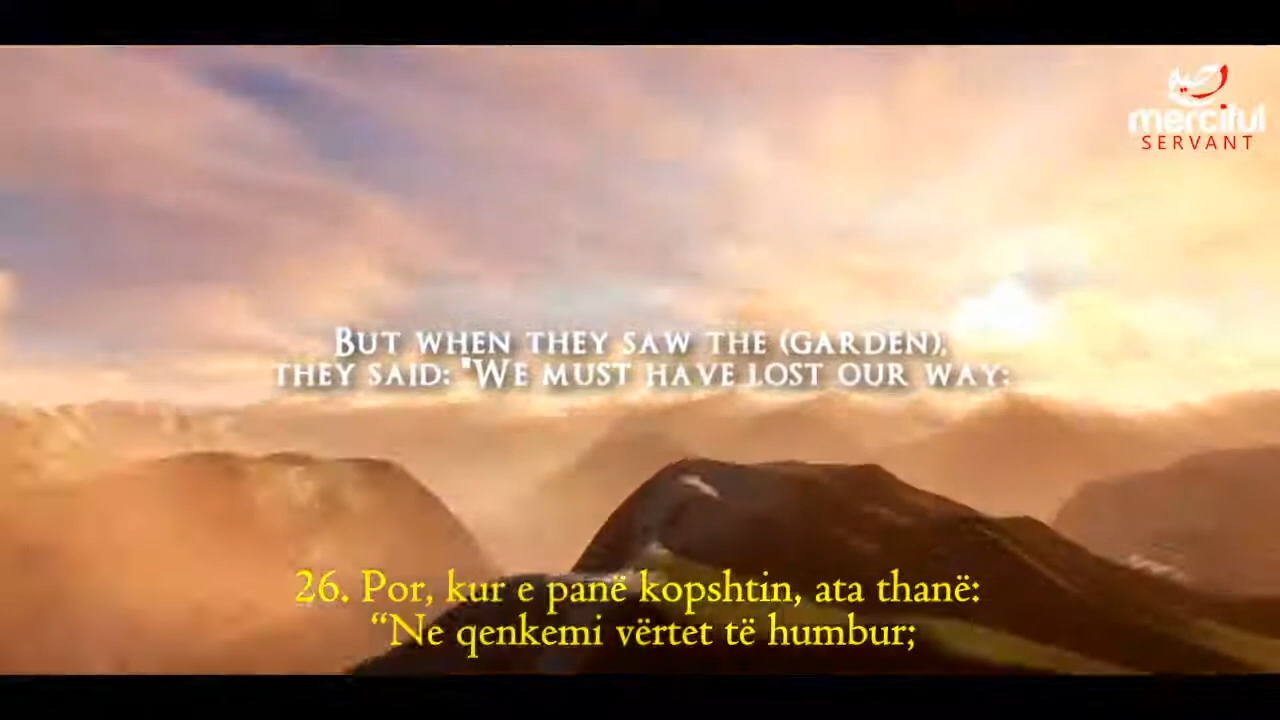 merciful
SERVANT
BUT WHEN THEY SAW THE (GARDEN),
THEY SAID: "WE MUST HAVE LOST OUR WAY:
26. Por, kur e panë kopshtin, ata thanë:
“Ne qenkemi vërtet të humbur;